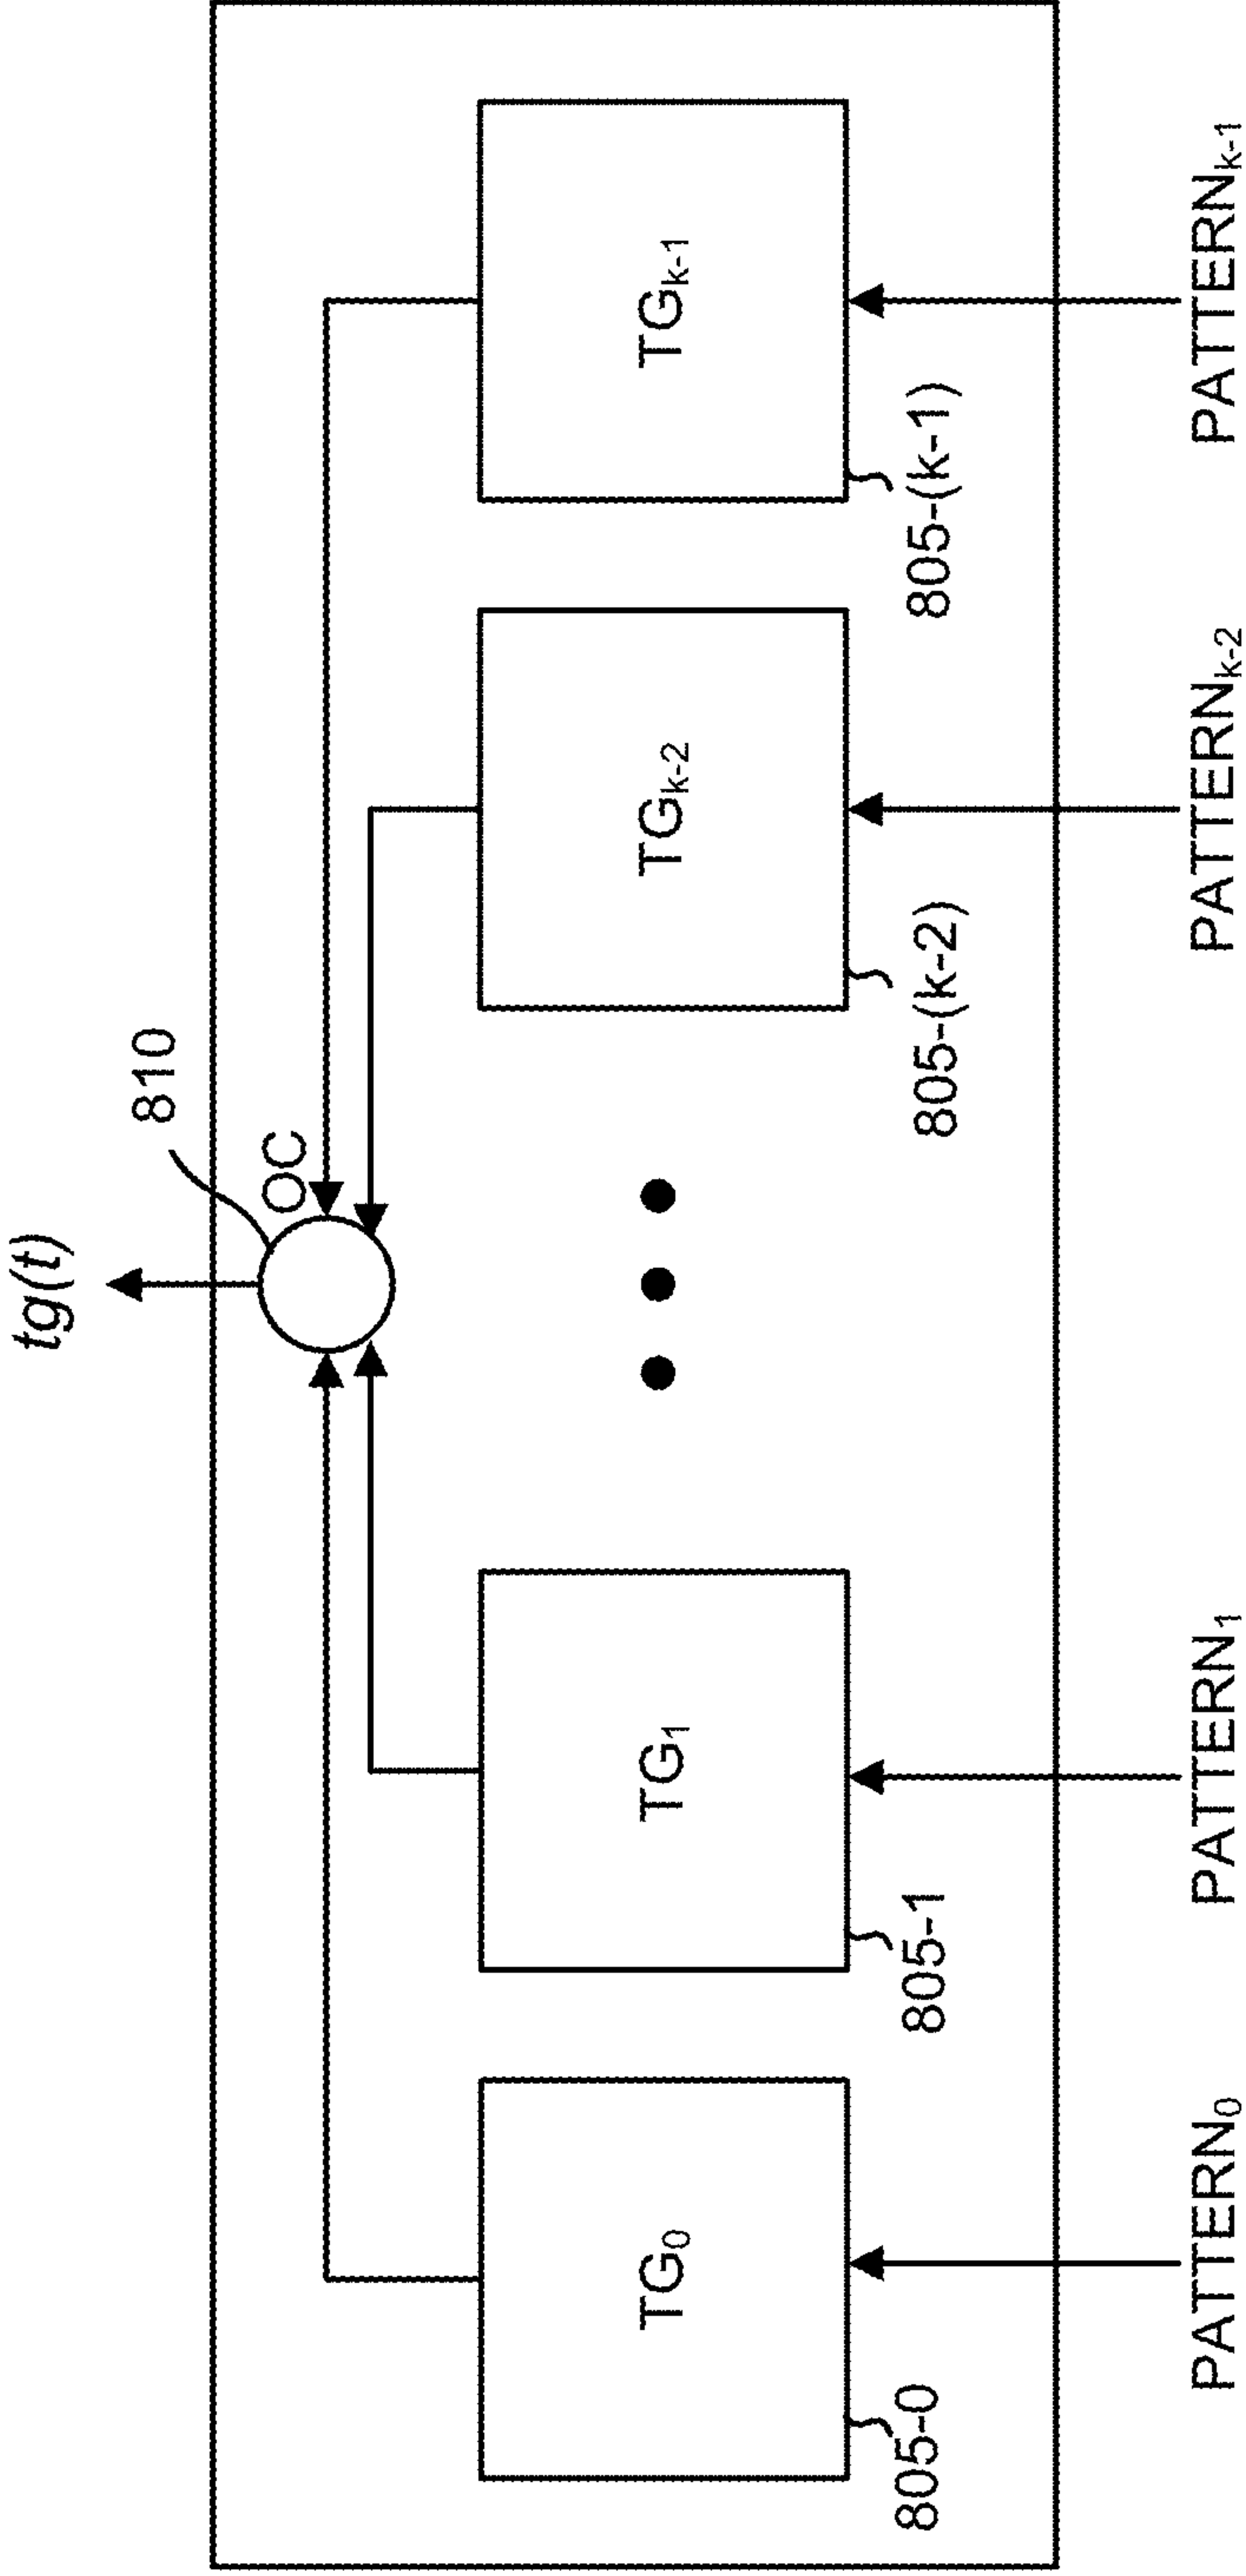 tg(t)
810
OC
TG0
TG1
TGk-2
TGk-1
805-0
805-1
805-(k-2)
805-(k-1)
PATTERN0
PATTERN1
PATTERNk-2
PATTERNk-1